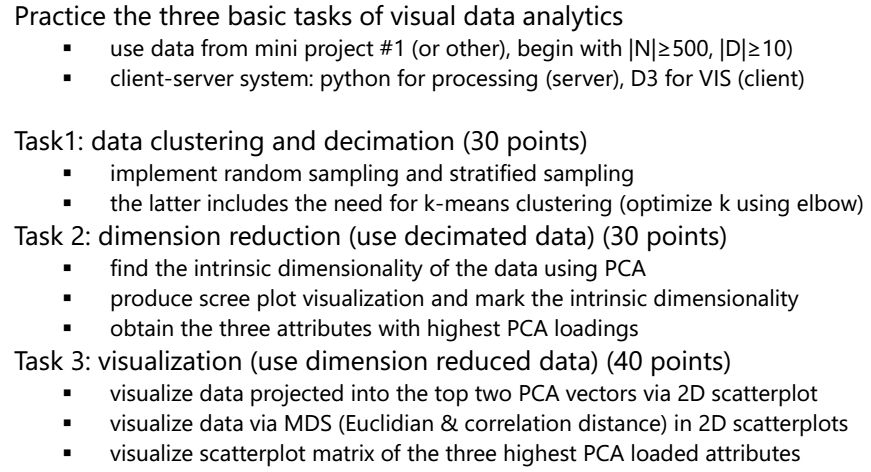 Practice the three basic tasks of visual data analytics
▪ use data from mini project #1 (or other), begin with |N|≥500, |D|≥10)
▪ client-server system: python for processing (server), D3 for VIS (client)
Task1: data clustering and decimation (30 points)
▪ implement random sampling and stratified sampling
▪ the latter includes the need for k-means clustering (optimize k using elbow)
Task 2: dimension reduction (use decimated data) (30 points)
▪ find the intrinsic dimensionality of the data using PCA
▪ produce scree plot visualization and mark the intrinsic dimensionality
▪ obtain the three attributes with highest PCA loadings
Task 3: visualization (use dimension reduced data) (40 points)
▪ visualize data projected into the top two PCA vectors via 2D scatterplot
▪ visualize data via MDS (Euclidian & correlation distance) in 2D scatterplots
▪ visualize scatterplot matrix of the three highest PCA loaded attributes